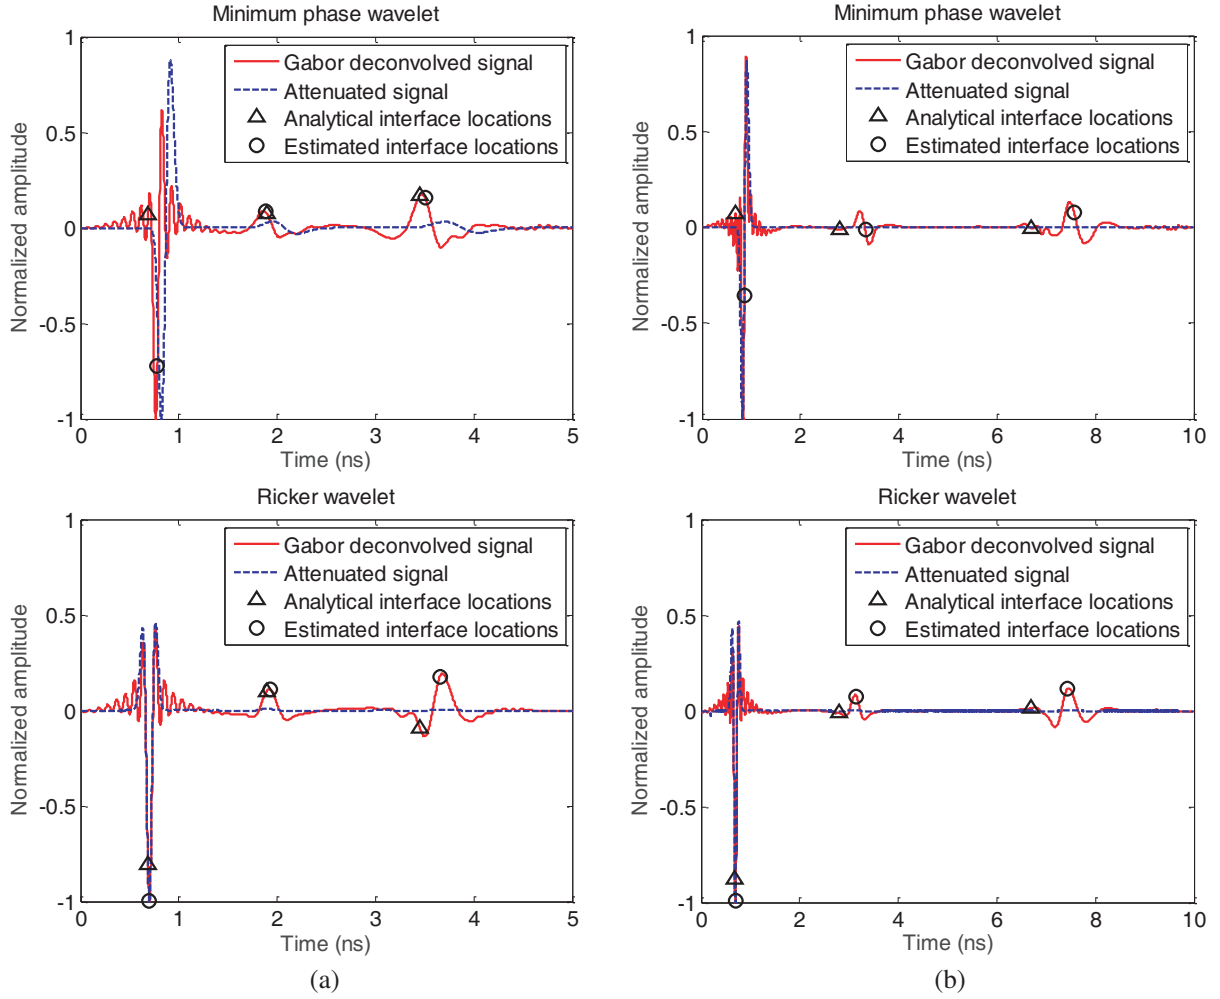 Minimum phase wavelet
Normalized amplitude
1
0.5
0
-0.5
-1
Gabor deconvolved signal
Attenuated signal
Analytical interface locations
Estimated interface locations
0 1 2 3 4 5
Time (ns)
Minimum phase wavelet
Normalized amplitude
1
0.5
0
-0.5
-1
Gabor deconvolved signal
Attenuated signal
Analytical interface locations
Estimated interface locations
0 2 4 6 8 10
Time (ns)
Ricker wavelet
Normalized amplitude
1
0.5
0
-0.5
-1
Gabor deconvolved signal
Attenuated signal
Analytical interface locations
Estimated interface locations
0 1 2 3 4 5
Time (ns)
(a)
Ricker wavelet
Normalized amplitude
1
0.5
0
-0.5
-1
Gabor deconvolved signal
Attenuated signal
Analytical interface locations
Estimated interface locations
0 2 4 6 8 10
Time (ns)
(b)